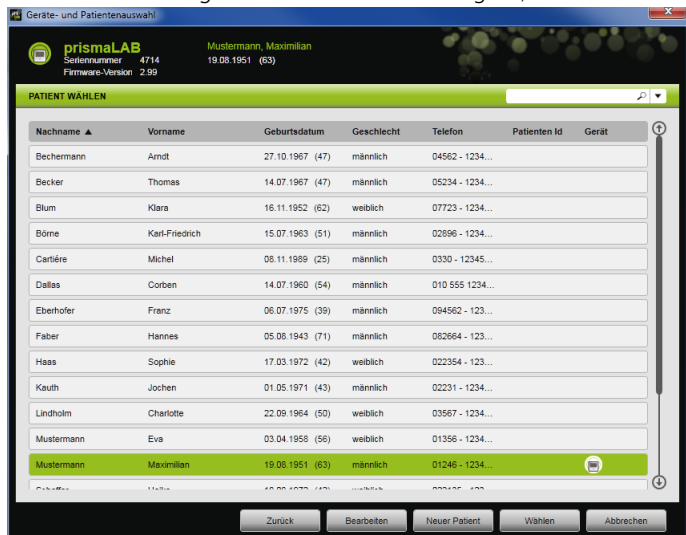 Geräte- und Patientenauswahl
prismaLAB
Seriennummer 4714
Firmware-Version 2.99
Mustermann, Maximilian
19.08.1951 (63)
PATIENT WÄHLEN
Nachname ▲ Vorname Geburtsdatum Geschlecht Telefon Patienten Id Gerät
Bechermann Arndt 27.10.1967 (47) männlich 04562 - 1234...
Becker Thomas 14.07.1967 (47) männlich 05234 - 1234...
Blum Klara 16.11.1952 (62) weiblich 07723 - 1234...
Börne Karl-Friedrich 15.07.1963 (51) männlich 02896 - 1234...
Cartiére Michel 08.11.1989 (25) männlich 0330 - 12345...
Dallas Corben 14.07.1960 (54) männlich 010 555 1234...
Eberhofer Franz 06.07.1975 (39) männlich 094562 - 123...
Faber Hannes 05.08.1943 (71) männlich 082664 - 123...
Haas Sophie 17.03.1972 (42) weiblich 022354 - 123...
Kauth Jochen 01.05.1971 (43) männlich 02231 - 1234...
Lindholm Charlotte 22.09.1964 (50) weiblich 03567 - 1234...
Mustermann Eva 03.04.1958 (56) weiblich 01356 - 1234...
Mustermann Maximilian 19.08.1951 (63) männlich 01246 - 1234...
Zurück Bearbeiten Neuer Patient Wählen Abbrechen